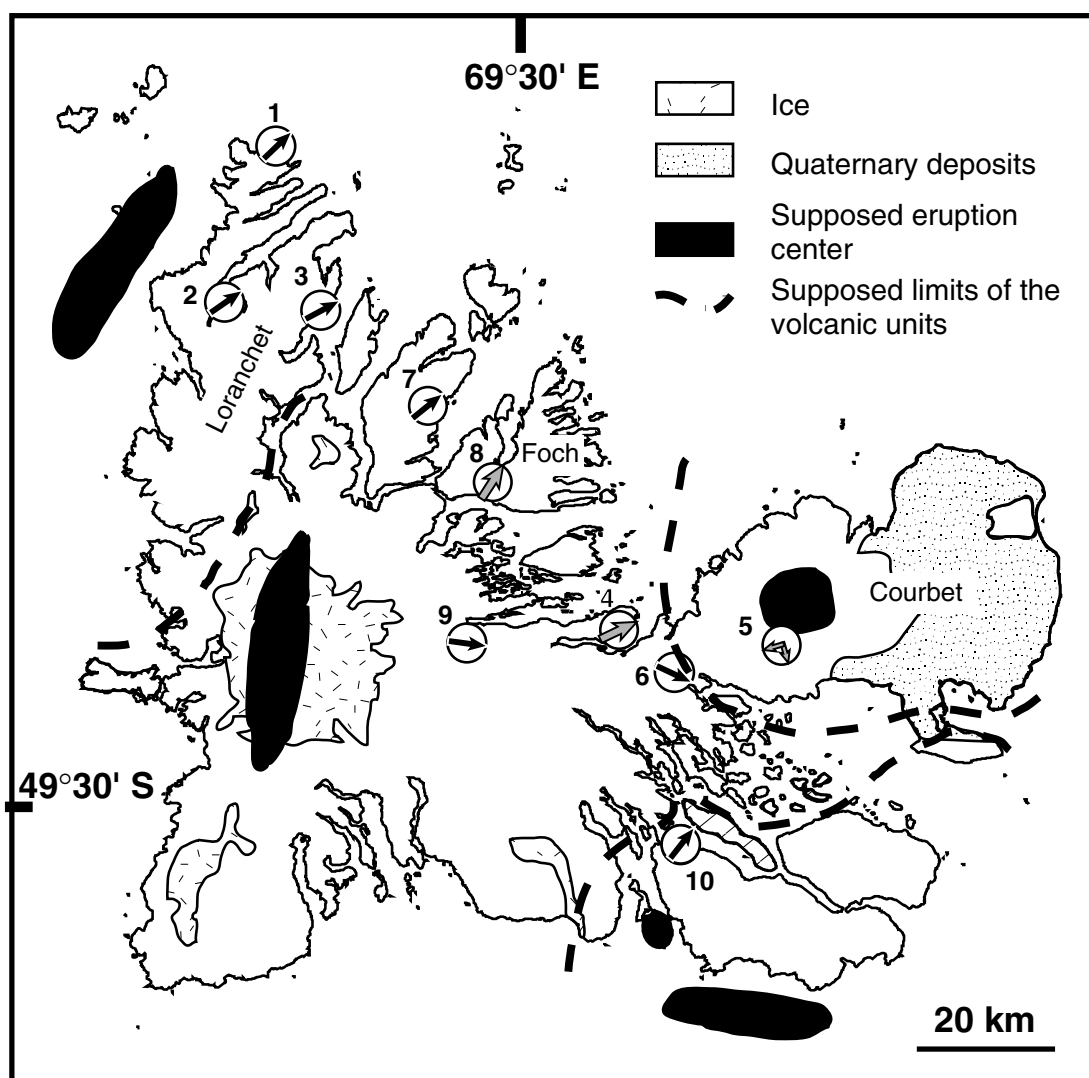 69°30' E
Ice
Quaternary deposits
Supposed eruption
center
Supposed limits of the
volcanic units
1
2
3
Loranchet
7
8
Foch
Courbet
9
4
5
6
49°30' S
10
20 km